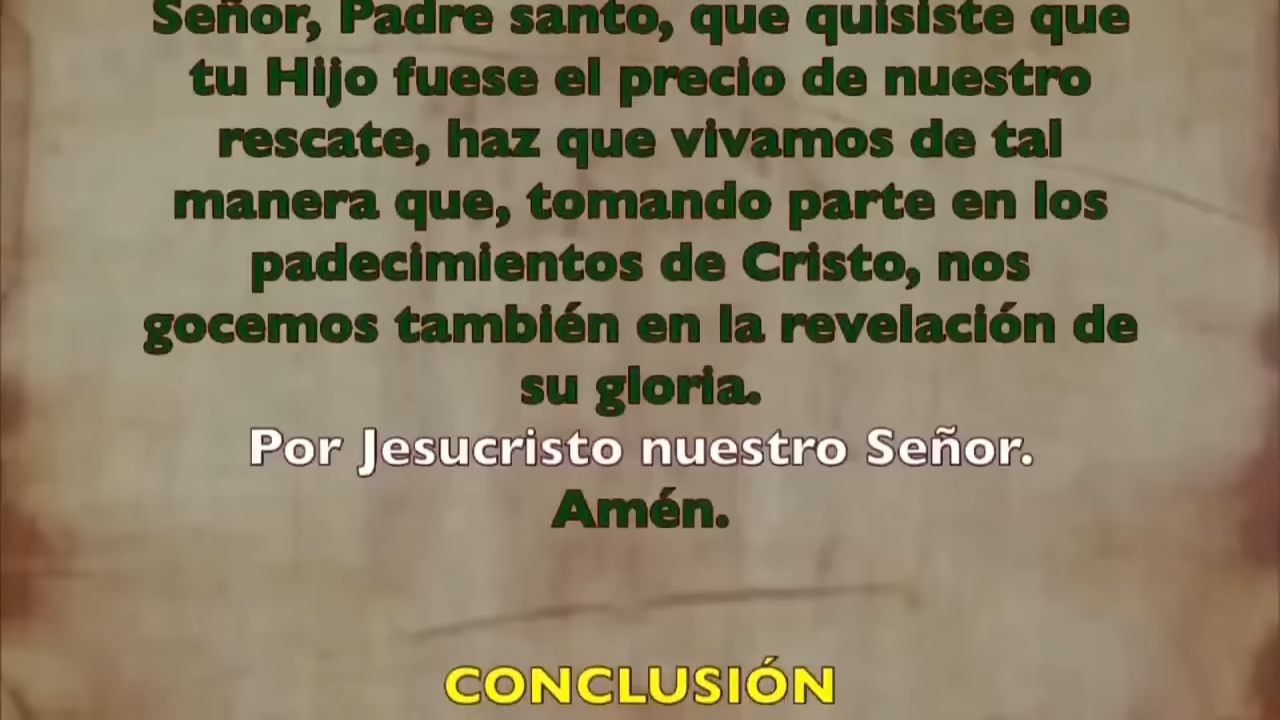 Señor, Padre santo, que quisiste que
tu Hijo fuese el precio de nuestro
rescate, haz que vivamos de tal
manera que, tomando parte en los
padecimientos de Cristo, nos
gocemos también en la revelación de
su gloria.
Por Jesucristo nuestro Señor.
Amén.
CONCLUSIÓN